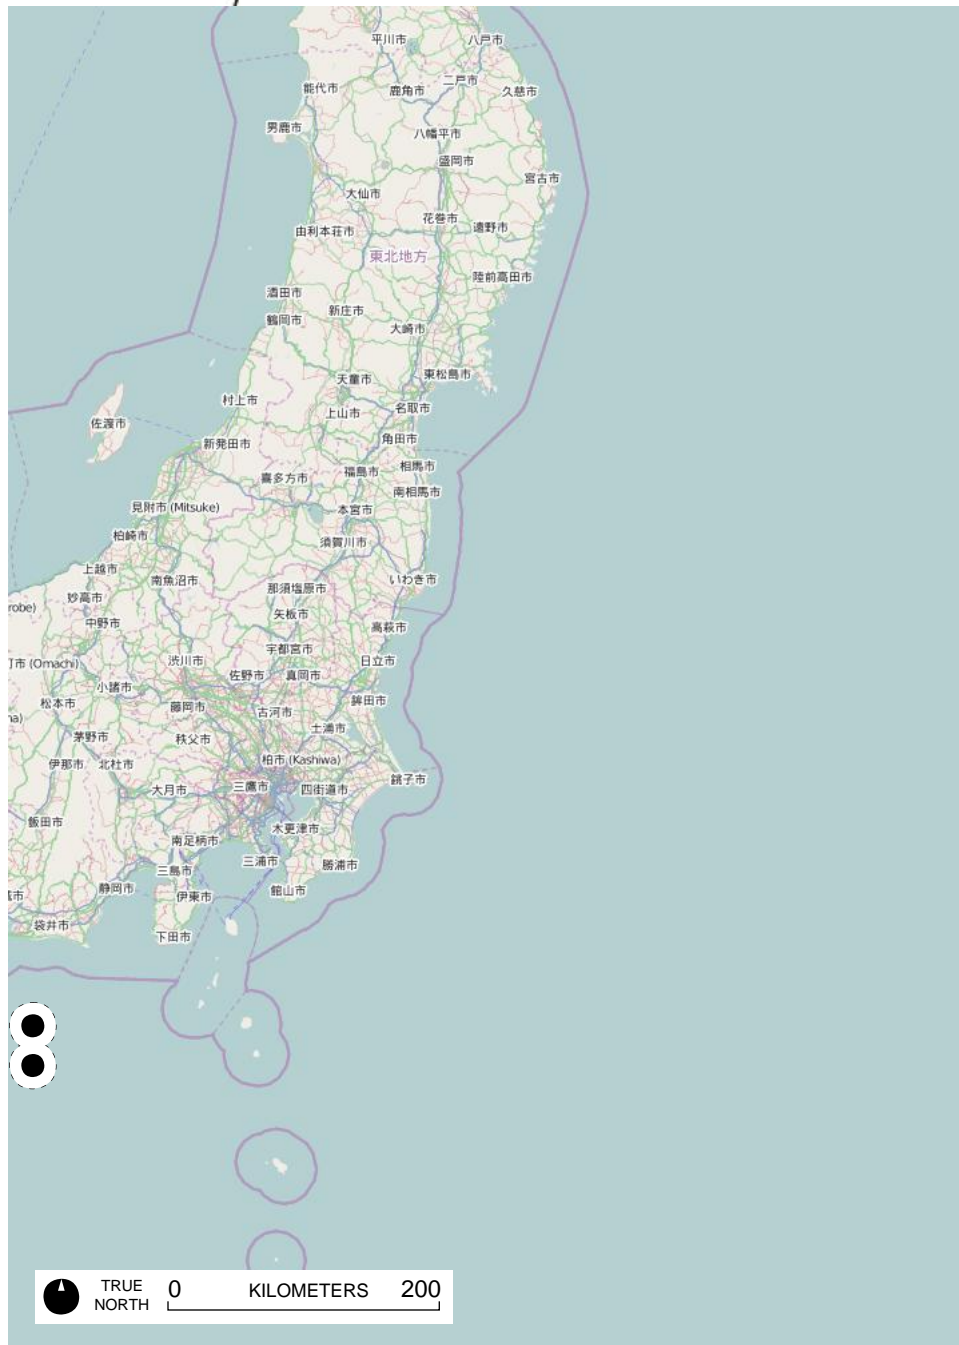 平川市
八戸市
能代市
鹿角市
二戸市
久慈市
男鹿市
八幡平市
盛岡市
宮古市
大仙市
花巻市
遠野市
由利本荘市
東北地方
陸前高田市
酒田市
新庄市
鶴岡市
大崎市
天童市
東松島市
村上市
上山市
名取市
佐渡市
新発田市
角田市
喜多方市
福島市
相馬市
南相馬市
見附市 (Mitsuke)
本宮市
柏崎市
須賀川市
上越市
南魚沼市
那須塩原市
いわき市
妙高市
robe)
矢板市
中野市
高萩市
宇都宮市
町市 (Omachi)
渋川市
佐野市
真岡市
日立市
小諸市
松本市
藤岡市
古河市
鉾田市
na)
茅野市
秩父市
土浦市
伊那市
北杜市
柏市 (Kashiwa)
銚子市
大月市
三鷹市
四街道市
飯田市
南足柄市
木更津市
三島市
三浦市
勝浦市
静岡市
伊東市
館山市
市
袋井市
下田市
TRUE
NORTH
0 KILOMETERS 200